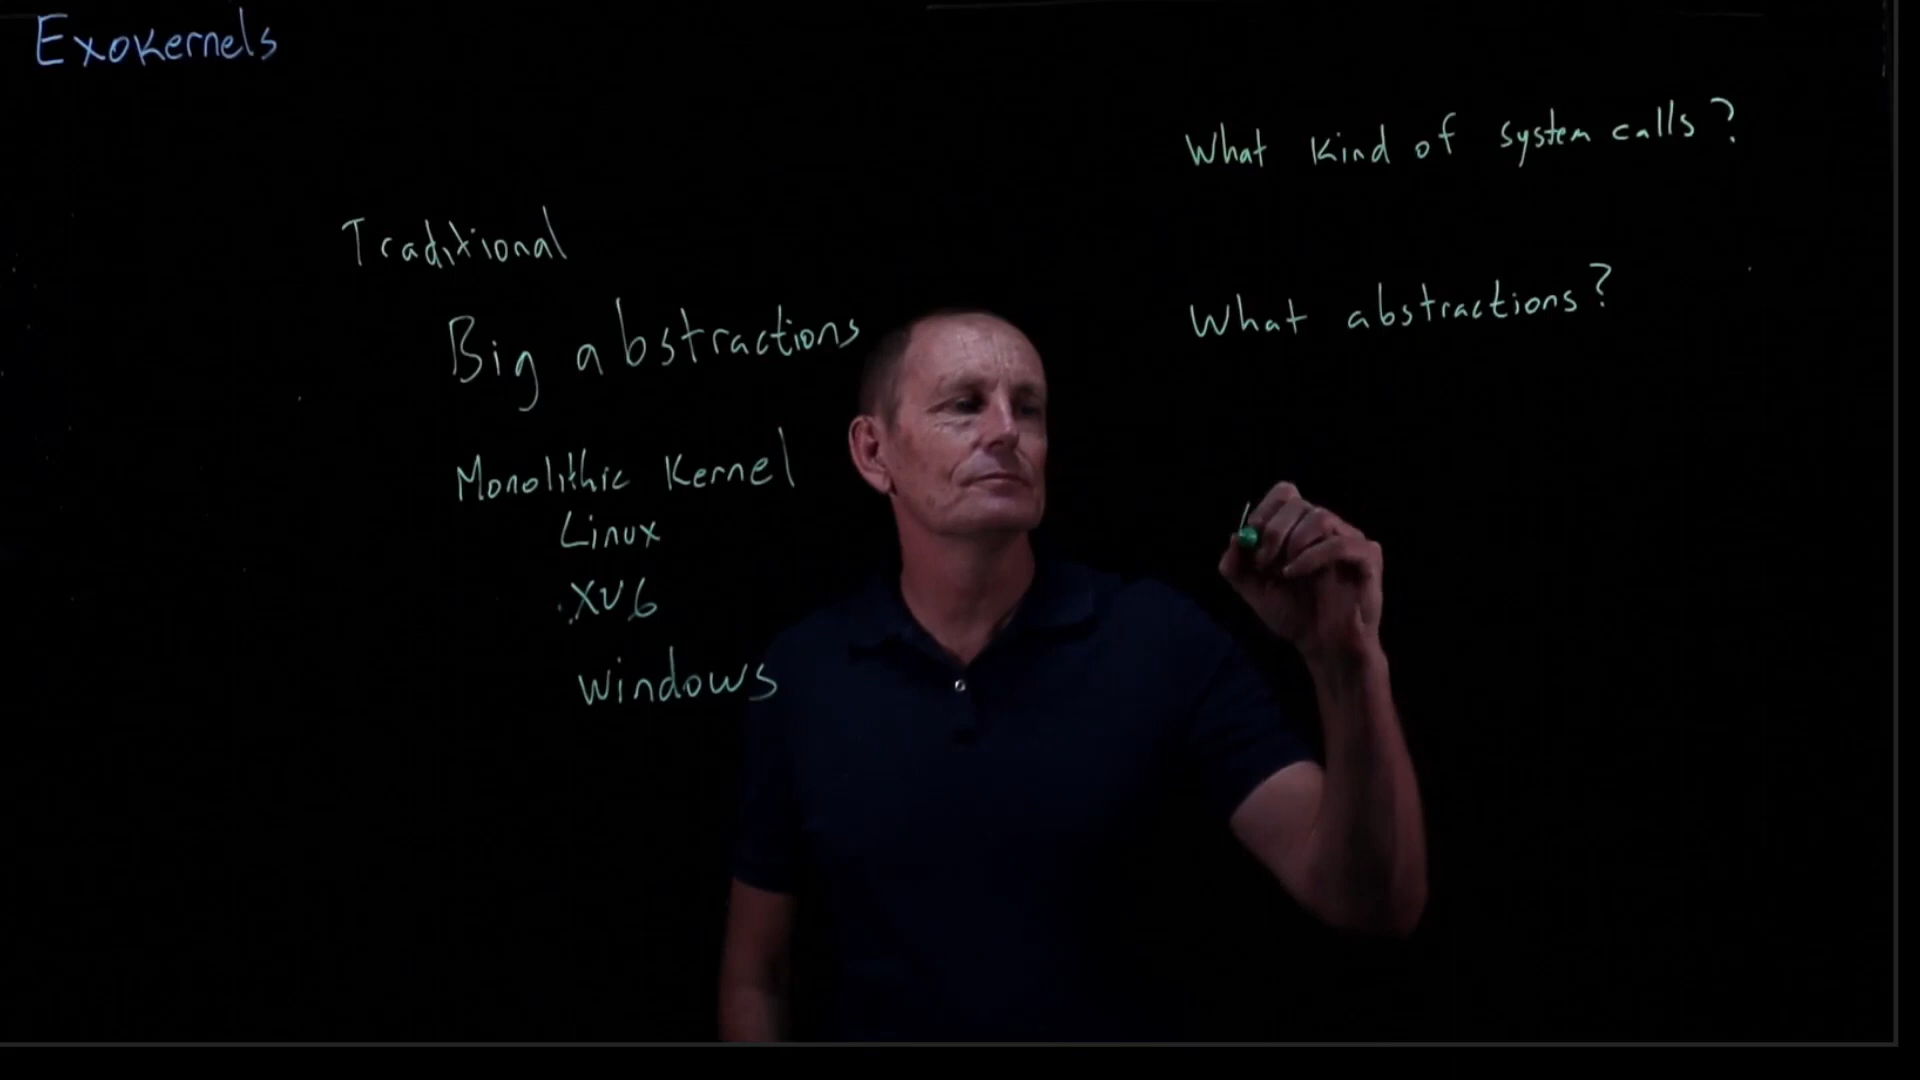 Exokernels
What kind of system calls?
Traditional
What abstractions?
Big abstractions
Monolithic Kernel
Linux
XV6
Windows